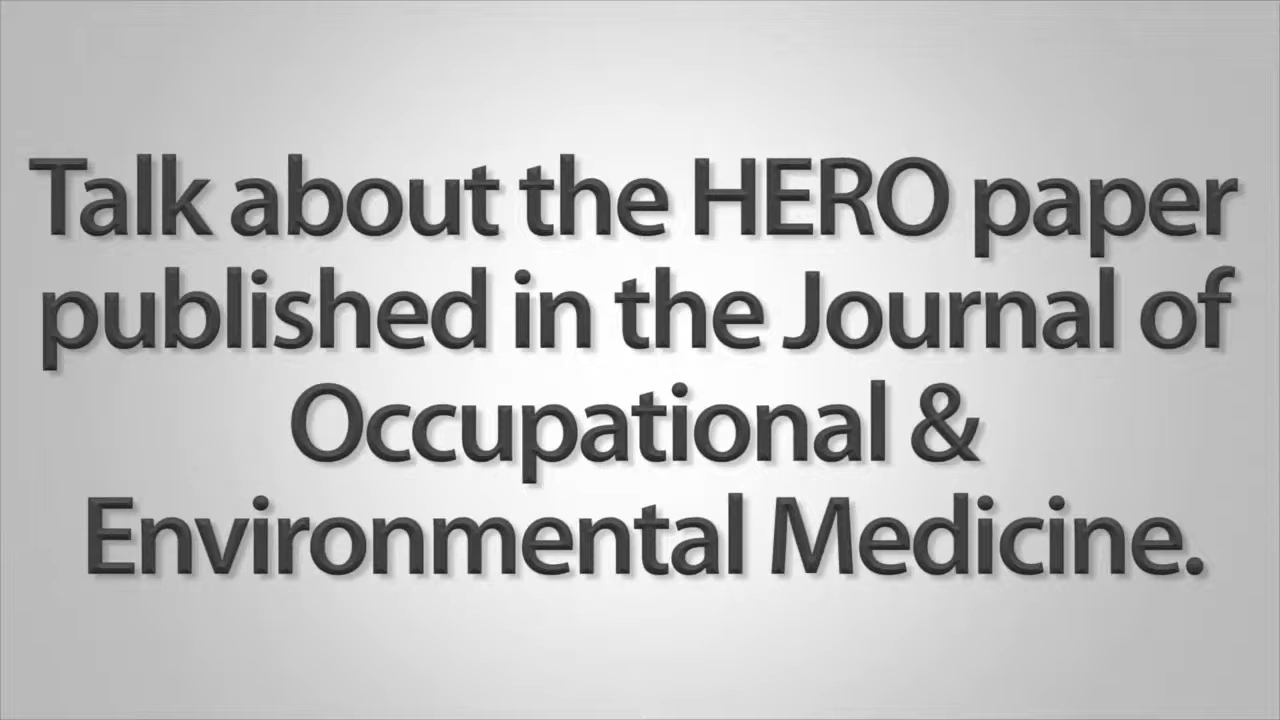 Talk about the HERO paper
published in the Journal of
Occupational &
Environmental Medicine.